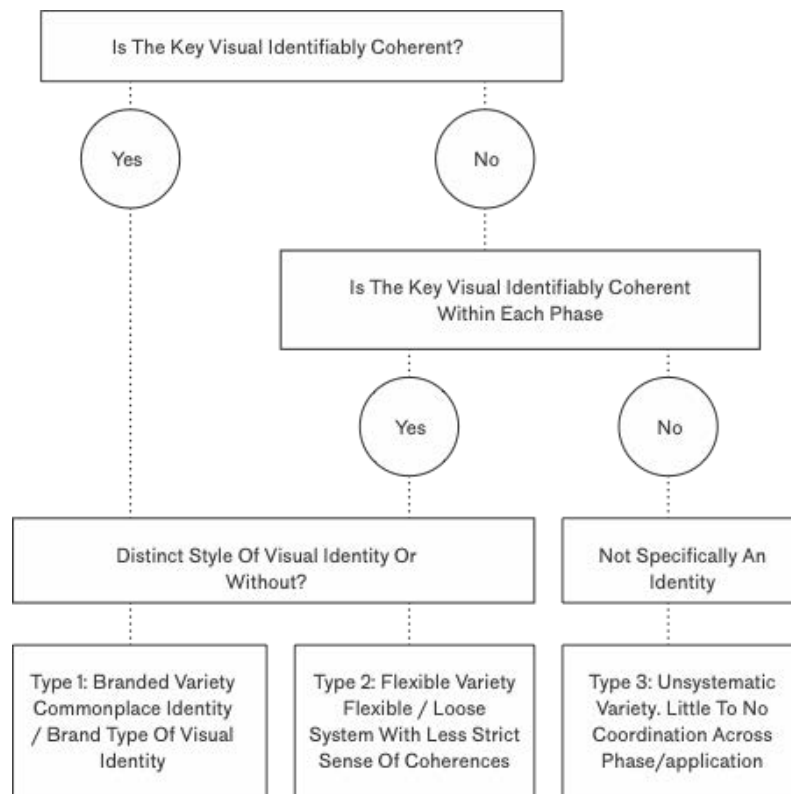 Is The Key Visual Identifiably Coherent?
Yes
No
Is The Key Visual Identifiably Coherent
Within Each Phase
Yes
No
Distinct Style Of Visual Identity Or
Without?
Not Specifically An
Identity
Type 1: Branded Variety
Commonplace Identity
/ Brand Type Of Visual
Identity
Type 2: Flexible Variety
Flexible / Loose
System With Less Strict
Sense Of Coherences
Type 3: Unsystematic
Variety. Little To No
Coordination Across
Phase/application